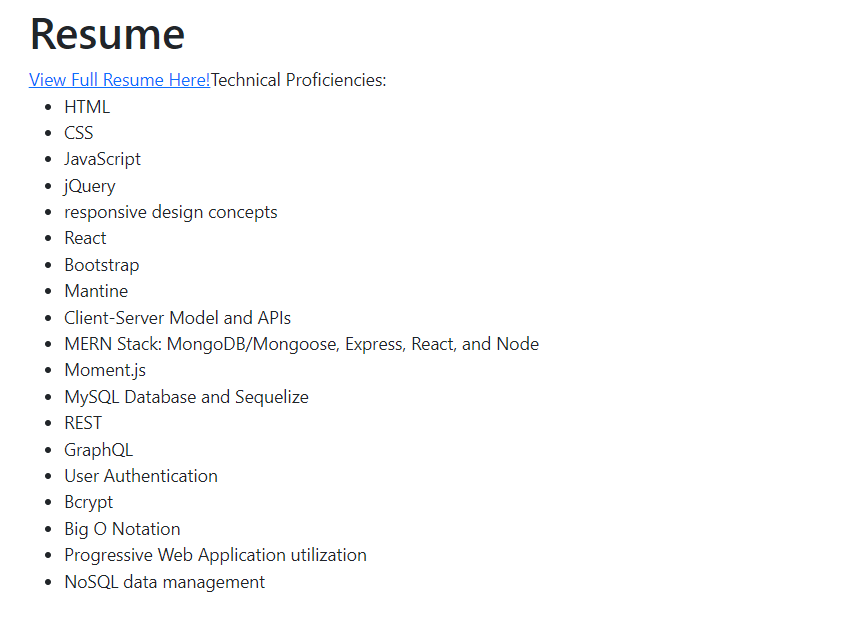 Resume
View Full Resume Here!Technical Proficiencies:
HTML
CSS
JavaScript
jQuery
responsive design concepts
React
Bootstrap
Mantine
Client-Server Model and APIs
MERN Stack: MongoDB/Mongoose, Express, React, and Node
Moment.js
MySQL Database and Sequelize
REST
GraphQL
User Authentication
Bcrypt
Big O Notation
Progressive Web Application utilization
NoSQL data management